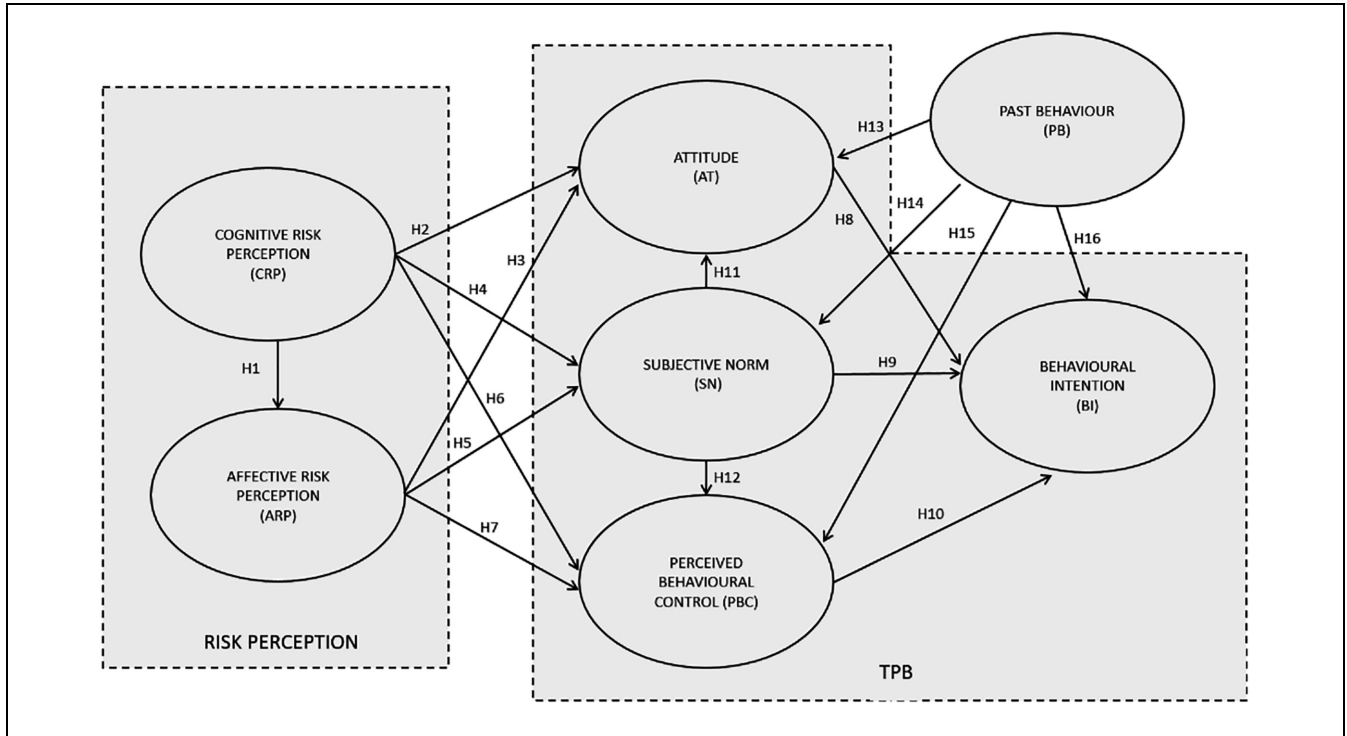 PAST BEHAVIOUR
(PB)
H13
ATTITUDE
(AT)
H2
H8
H14
COGNITIVE RISK
PERCEPTION
(CRP)
H3
H15
H16
H11
H4
H1
SUBJECTIVE NORM
(SN)
H9
BEHAVIOURAL
INTENTION
(BI)
H6
H5
H12
AFFECTIVE RISK
PERCEPTION
(ARP)
H7
H10
PERCEIVED
BEHAVIOURAL
CONTROL (PBC)
RISK PERCEPTION
TPB